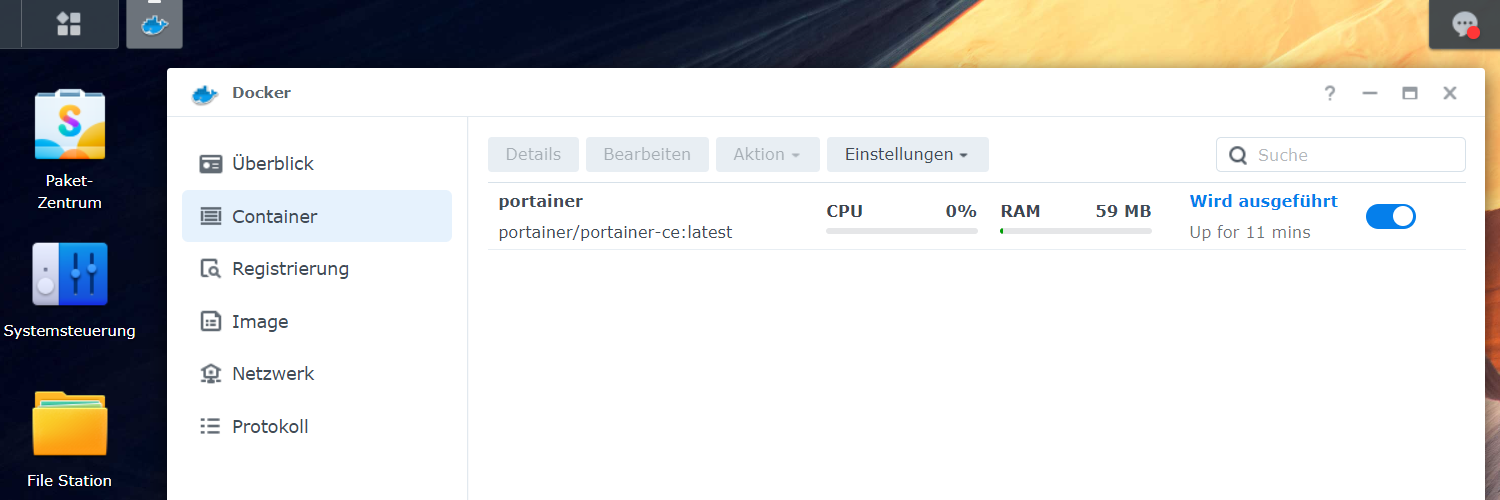 Docker
Paket-
Zentrum
Systemsteuerung
File Station
Überblick
Container
Registrierung
Image
Netzwerk
Protokoll
Details Bearbeiten Aktion Einstellungen Suche
portainer
portainer/portainer-ce:latest
CPU 0% RAM 59 MB
Wird ausgeführt
Up for 11 mins